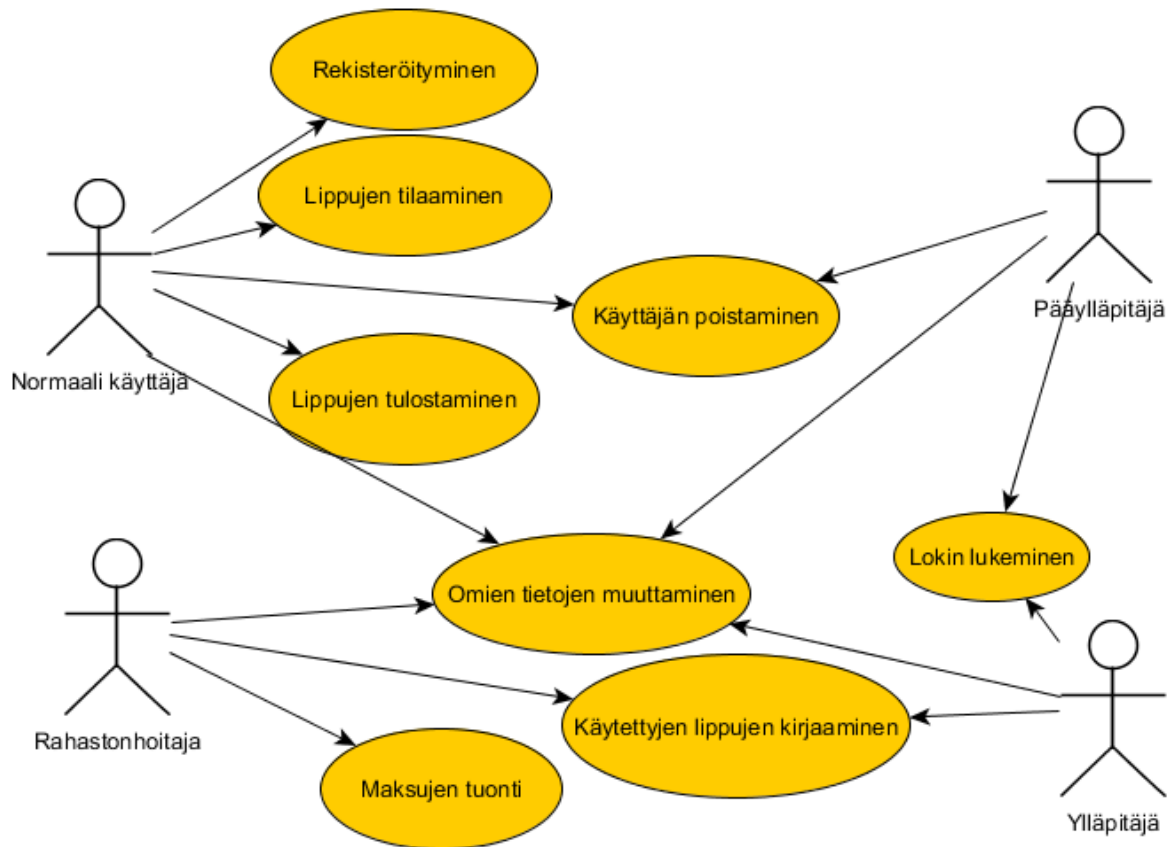 Rekisteröityminen
Lippujen tilaaminen
Käyttäjän poistaminen
Pääylläpitäjä
Normaali käyttäjä
Lippujen tulostaminen
Lokin lukeminen
Omien tietojen muuttaminen
Käytettyjen lippujen kirjaaminen
Rahastonhoitaja
Maksujen tuonti
Ylläpitäjä